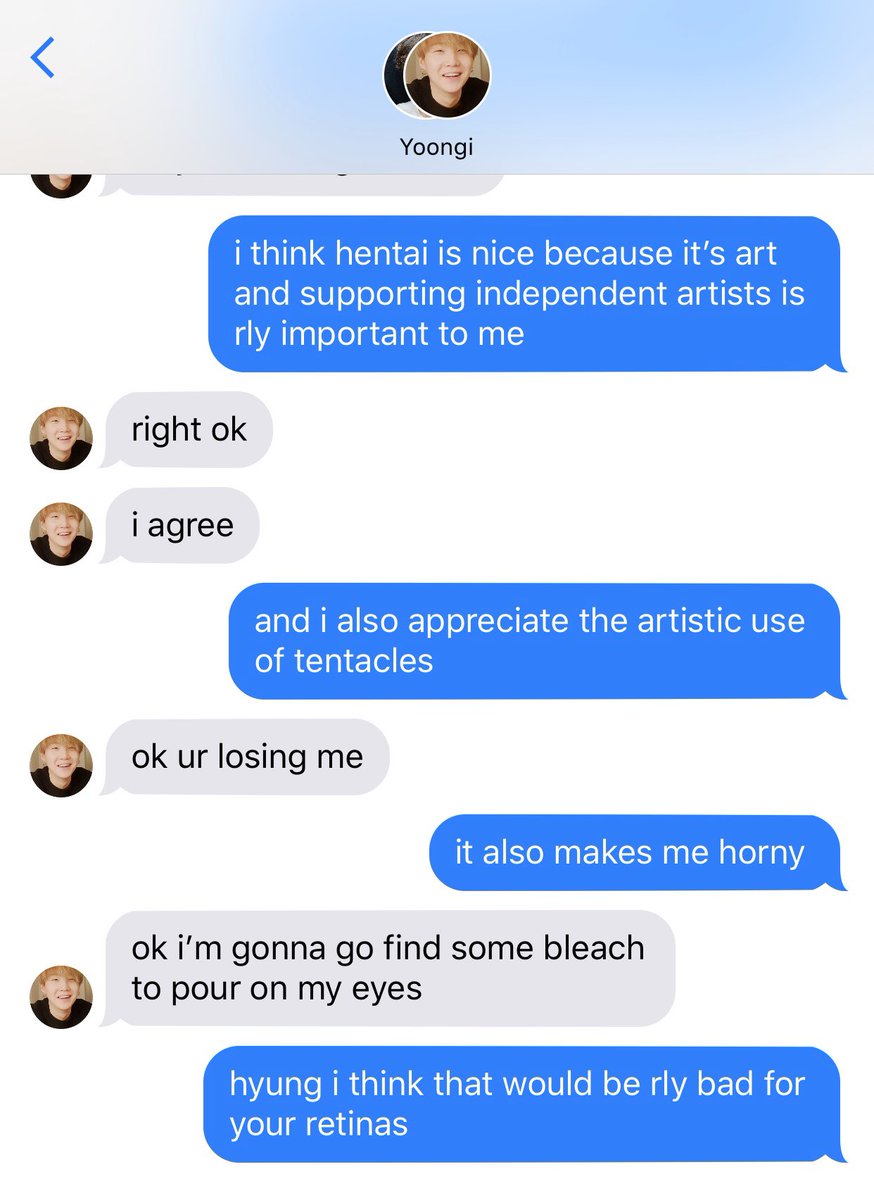 Yoongi
i think hentai is nice because it’s art
and supporting independent artists is
rly important to me
right ok
i agree
and i also appreciate the artistic use
of tentacles
ok ur losing me
it also makes me horny
ok i’m gonna go find some bleach
to pour on my eyes
hyung i think that would be rly bad for
your retinas